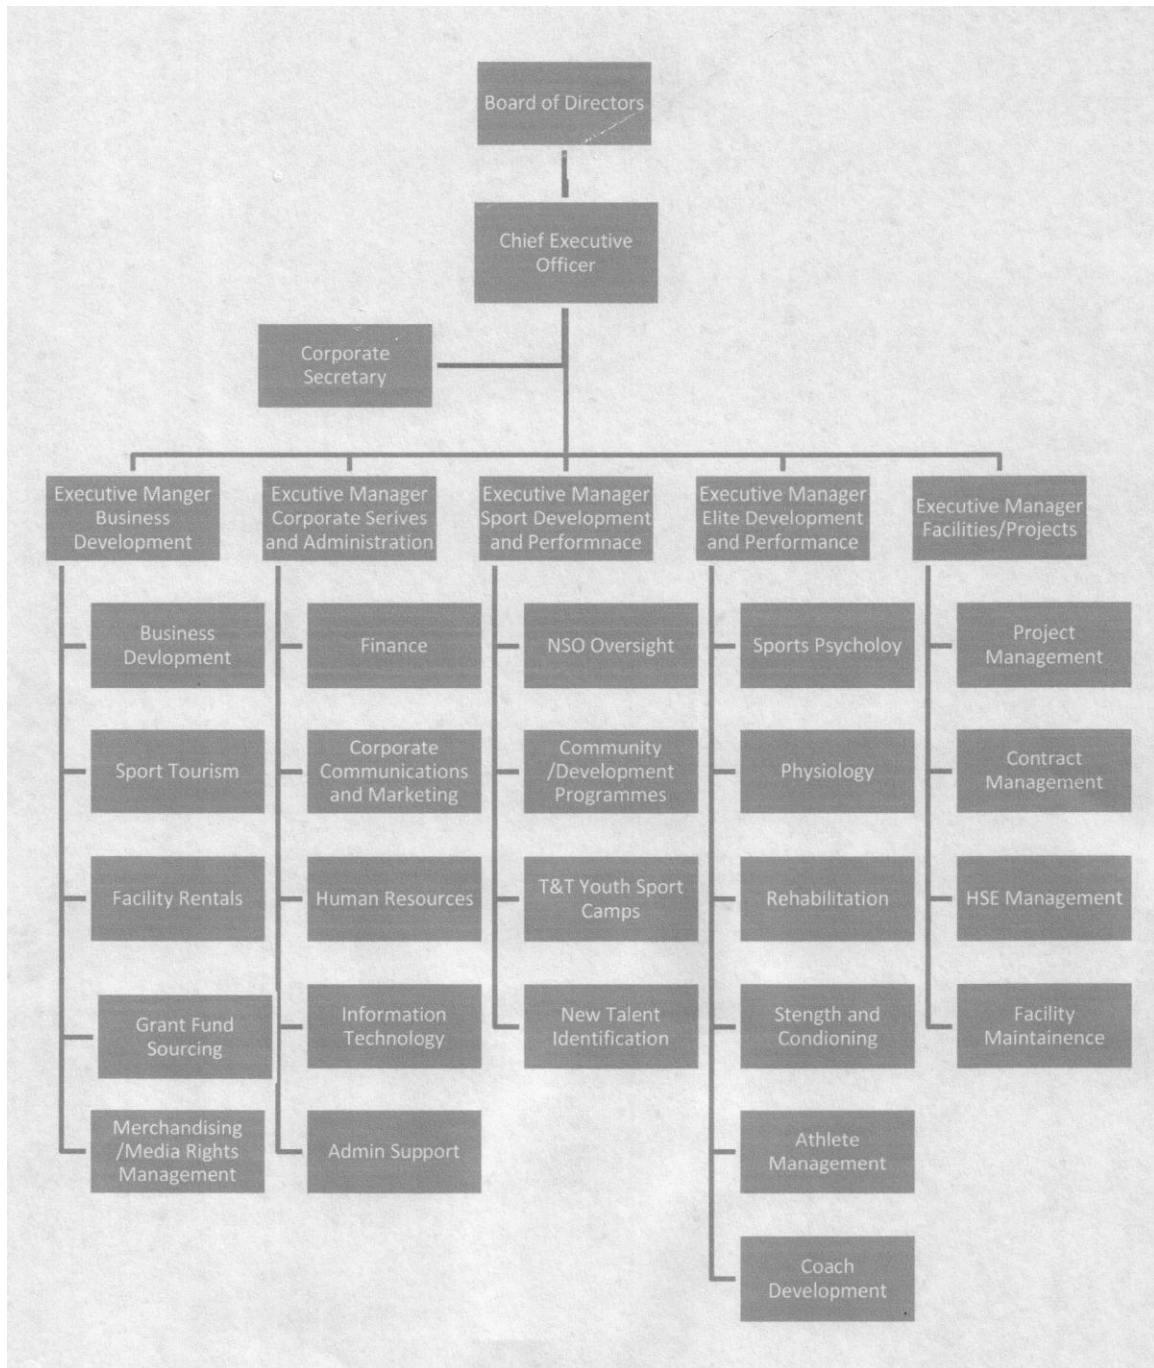 Board of Directors
Chief Executive
Officer
Corporate
Secretary
Executive Manger
Business
Development
Business
Devlopment
Sport Tourism
Facility Rentals
Grant Fund
Sourcing
Merchandising
/Media Rights
Management
Excutive Manager
Corporate Serives
and Administration
Finance
Corporate
Communications
and Marketing
Human Resources
Information
Technology
Admin Support
Executive Manager
Sport Development
and Performnace
NSO Oversight
Community
/Development
Programmes
T&T Youth Sport
Camps
New Talent
Identification
Executive Manager
Elite Development
and Performance
Sports Psycholoy
Physiology
Rehabilitation
Stength and
Condioning
Athlete
Management
Coach
Development
Executive Manager
Facilities/Projects
Project
Management
Contract
Management
HSE Management
Facility
Maintainence